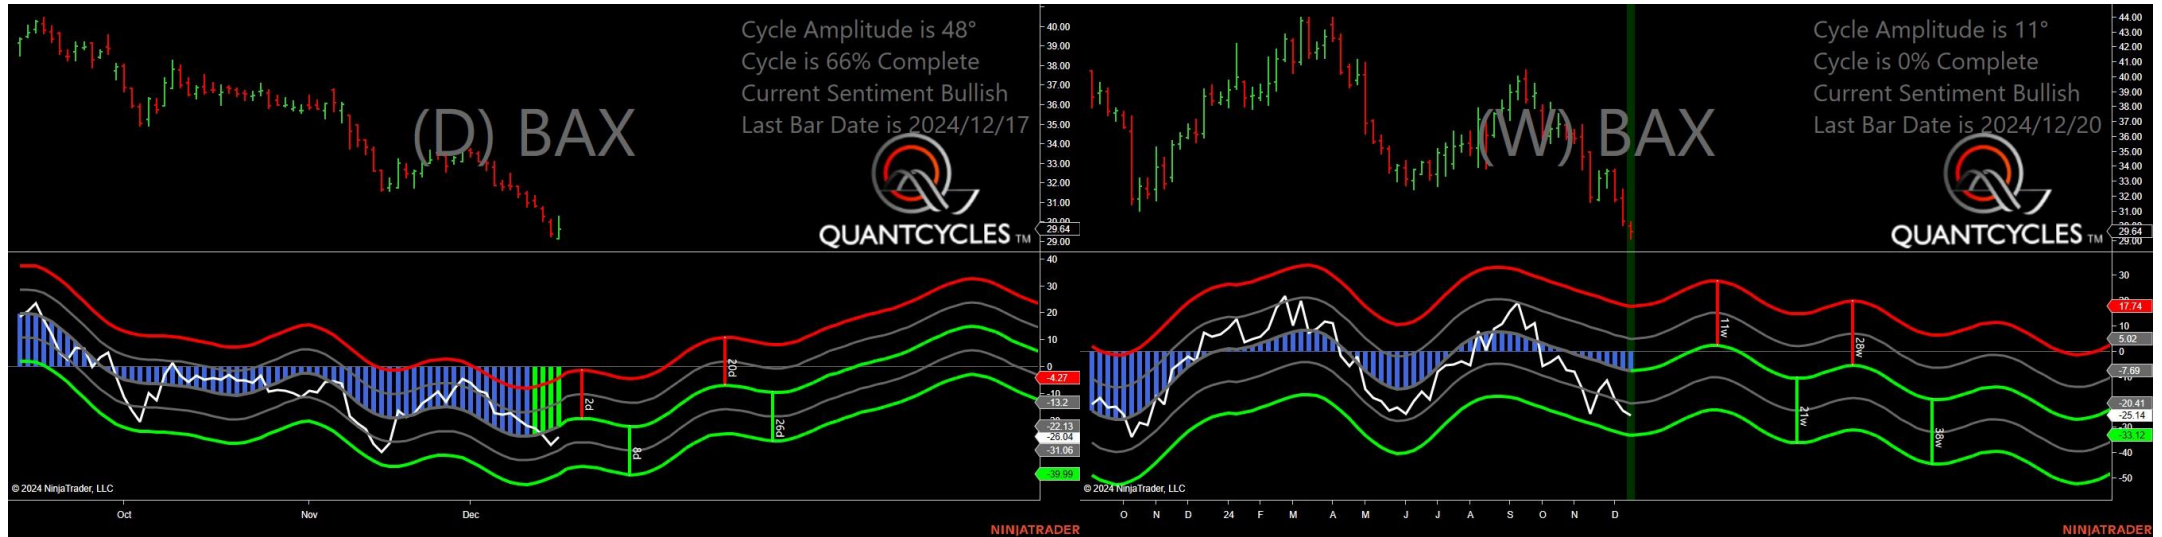 Cycle Amplitude is 48°
Cycle is 66% Complete
Current Sentiment Bullish
Last Bar Date is 2024/12/17
(D) BAX
QUANTCYCLES TM
40.00
39.00
38.00
37.00
36.00
35.00
34.00
33.00
32.00
31.00
30.00
29.64
29.00
40
30
20
10
0
-4.27
-10
-13.2
-20
-22.13
-26.04
-31.06
-39.99
2d
8d
20d
26d
© 2024 NinjaTrader, LLC
Oct Nov Dec
NINJATRADER
Cycle Amplitude is 11°
Cycle is 0% Complete
Current Sentiment Bullish
Last Bar Date is 2024/12/20
(W) BAX
QUANTCYCLES TM
44.00
43.00
42.00
41.00
40.00
39.00
38.00
37.00
36.00
35.00
34.00
33.00
32.00
31.00
29.64
29.00
30
17.74
10
5.02
0
-7.69
-10
-20.41
-25.14
-30
-33.12
-40
-50
11w
21w
28w
38w
© 2024 NinjaTrader, LLC
O N D 24 F M A M J J A S O N D
NINJATRADER